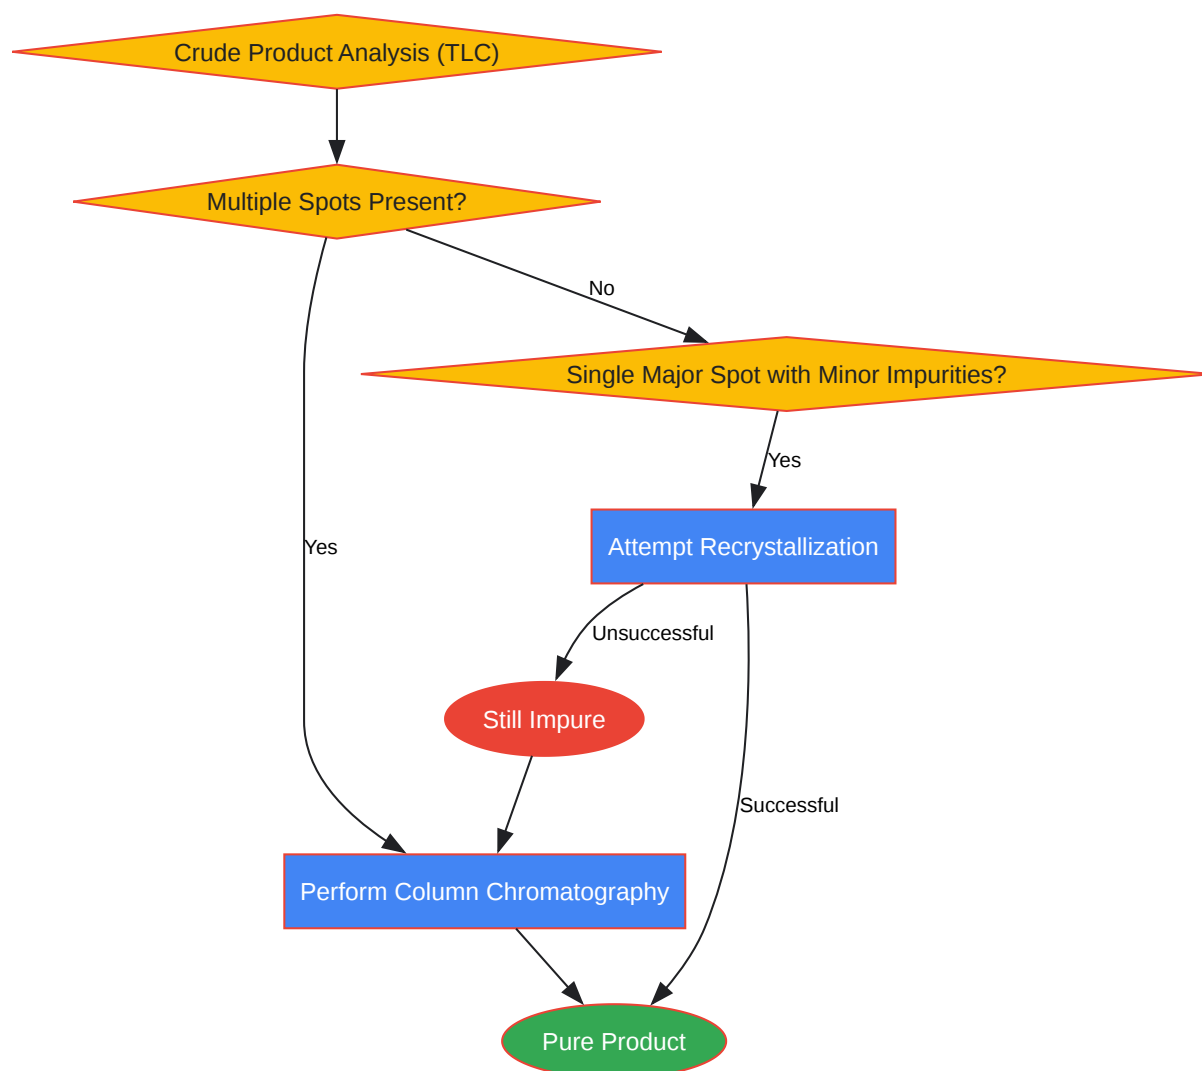 Crude Product Analysis (TLC)
Multiple Spots Present?
No
Single Major Spot with Minor Impurities?
Yes
Attempt Recrystallization
Yes
Unsuccessful
Still Impure
Successful
Perform Column Chromatography
Pure Product